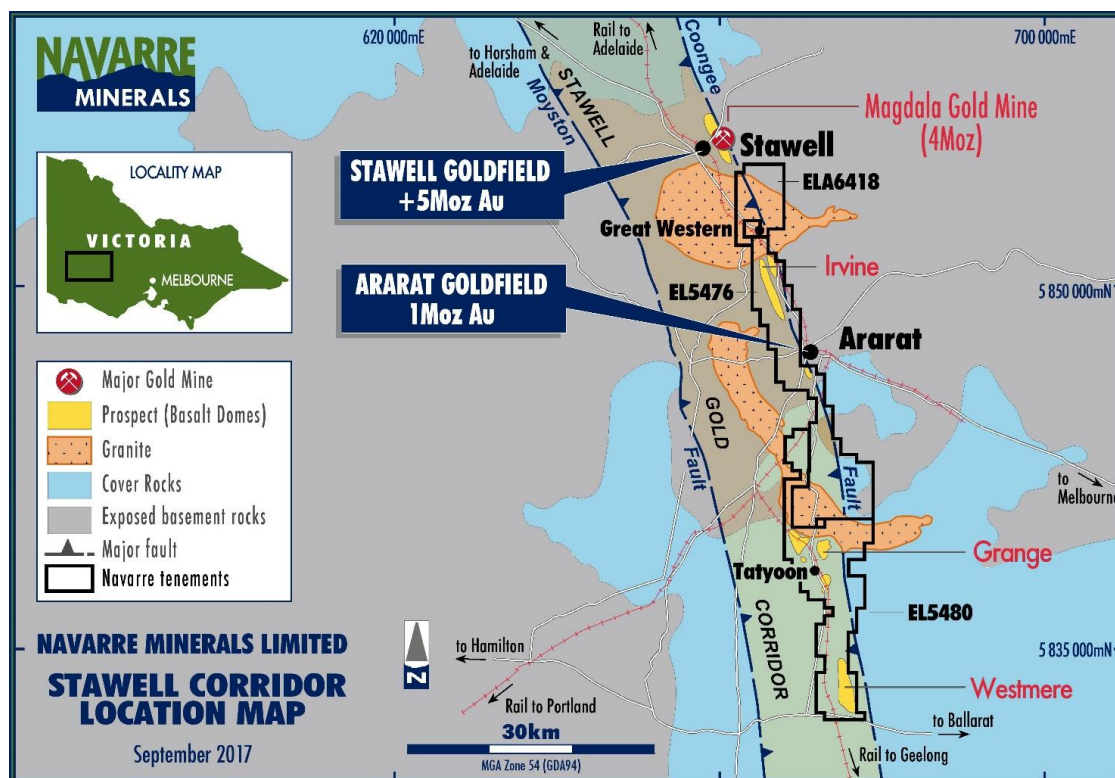 NAVARRE
MINERALS
620 000mE
700 000mE
to Horsham &
Adelaide
Rail to
Adelaide
Coongee
Moyston
STAWELL
Magdala Gold Mine
(4Moz)
Stawell
STAWELL GOLDFIELD
+5Moz Au
ELA6418
Great Western
Irvine
LOCALITY MAP
VICTORIA
MELBOURNE
ARARAT GOLDFIELD
1Moz Au
EL5476
5 850 000mN
Ararat
Major Gold Mine
Prospect (Basalt Domes)
Granite
Cover Rocks
Exposed basement rocks
Major fault
Navarre tenements
GOLD
Fault
Fault
to
Melbourne
Grange
Tatyoon
CORRIDOR
EL5480
NAVARRE MINERALS LIMITED
STAWELL CORRIDOR
LOCATION MAP
September 2017
N
to Hamilton
Rail to Portland
5 835 000mN
Westmere
to Ballarat
Rail to Geelong
30km
MGA Zone 54 (GDA94)